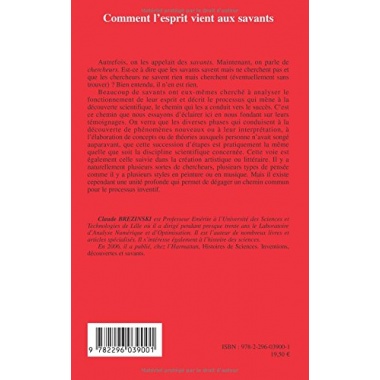 Comment l'esprit vient aux savants
Autrefois, on les appelait des savants. Maintenant, on parle de
chercheurs. Est-ce à dire que les savants savent mais ne cherchent pas et
que les chercheurs ne savent rien mais cherchent (éventuellement sans
trouver) ? Bien entendu, il n'en est rien.
Beaucoup de savants ont eux-mêmes cherché à analyser le
fonctionnement de leur esprit et décrit le processus qui mène à la
découverte scientifique, le chemin qui les a conduit vers le succès. C'est
ce chemin que nous essayons d'éclairer ici en nous fondant sur leurs
témoignages. On verra que les diverses phases qui conduisent à la
découverte de phénomènes nouveaux ou à leur interprétation, à
l'élaboration de concepts ou de théories auxquels personne n'avait songé
auparavant, que cette succession d'étapes est pratiquement la même
quelle que soit la discipline scientifique concernée. Cette voie est
également celle suivie dans la création artistique ou littéraire. Il y a
naturellement plusieurs sortes de chercheurs, plusieurs types de pensée
comme il y a plusieurs styles en peinture ou en musique. Mais il existe
cependant une unité profonde qui permet de dégager un chemin commun
pour le processus inventif.
Claude BREZINSKI est Professeur Émérite à l'Université des Sciences et
Technologies de Lille où il a dirigé pendant presque trente ans le Laboratoire
d'Analyse Numérique et d'Optimisation. Il est l'auteur de nombreux livres et
articles spécialisés. Il s'intéresse également à l'histoire des sciences.
En 2006, il a publié, chez l'Harmattan, Histoires de Sciences. Inventions,
découvertes et savants.
ISBN : 978-2-296-03900-1
19,50 €
9 782296 039001